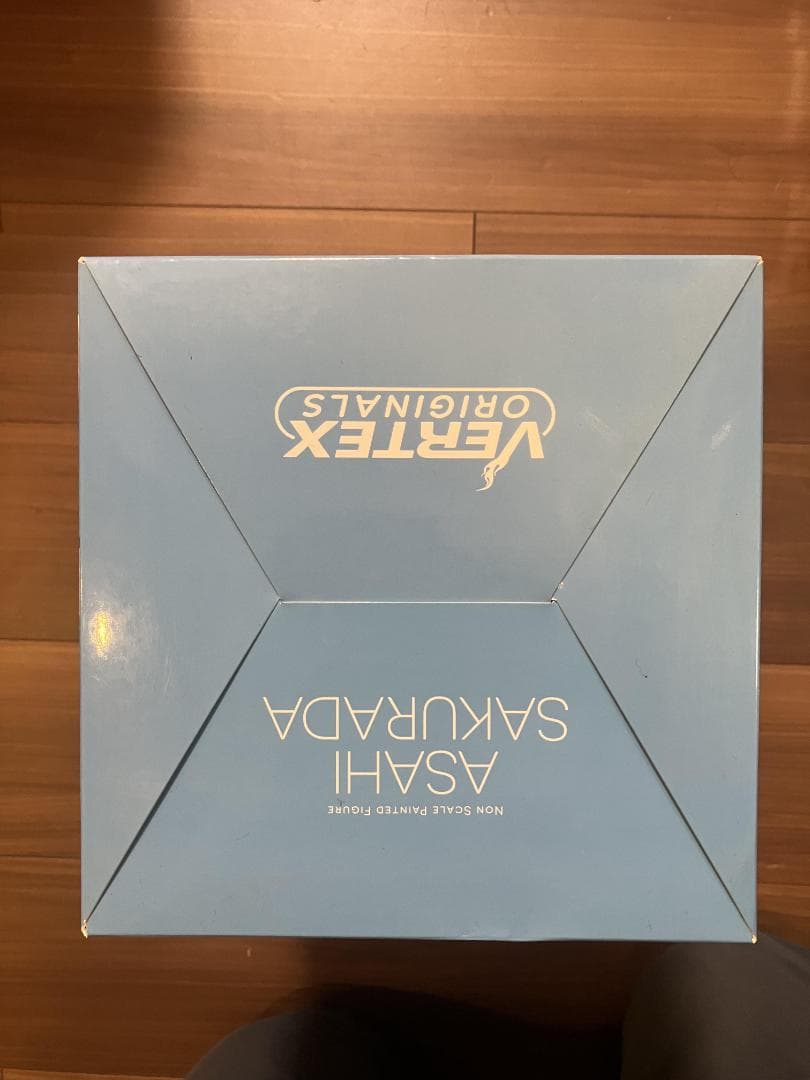 NON SCALE PAINTED FIGURE
ASAHI
SAKURADA
VERTEX
ORIGINALS